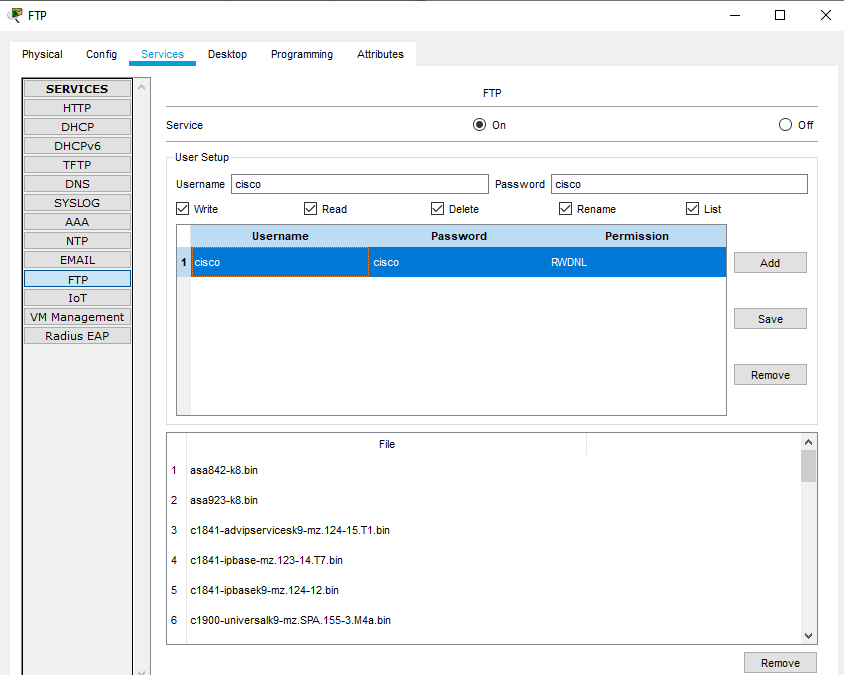 FTP
Physical Config Services Desktop Programming Attributes
SERVICES
HTTP
DHCP
DHCPv6
TFTP
DNS
SYSLOG
AAA
NTP
EMAIL
FTP
IoT
VM Management
Radius EAP
FTP
Service On Off
User Setup
Username cisco Password cisco
Write Read Delete Rename List
Username Password Permission
1 cisco cisco RWDNL
Add
Save
Remove
File
1 asa842-k8.bin
2 asa923-k8.bin
3 c1841-advipservicesk9-mz.124-15.T1.bin
4 c1841-ipbase-mz.123-14.T7.bin
5 c1841-ipbasek9-mz.124-12.bin
6 c1900-universalk9-mz.SPA.155-3.M4a.bin
Remove